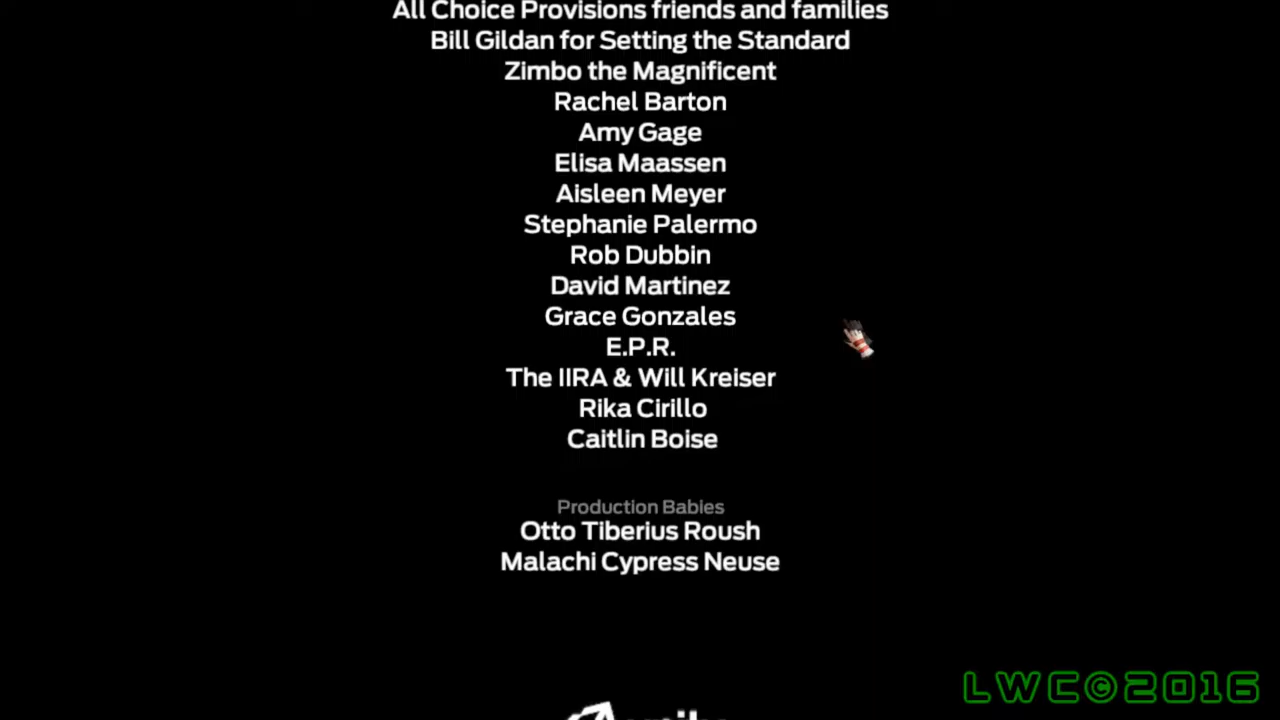 All Choice Provisions friends and families
Bill Gildan for Setting the Standard
Zimbo the Magnificent
Rachel Barton
Amy Gage
Elisa Maassen
Aisleen Meyer
Stephanie Palermo
Rob Dubbin
David Martinez
Grace Gonzales
E.P.R.
The IIRA & Will Kreiser
Rika Cirillo
Caitlin Boise
Production Babies
Otto Tiberius Roush
Malachi Cypress Neuse
LWC©2016